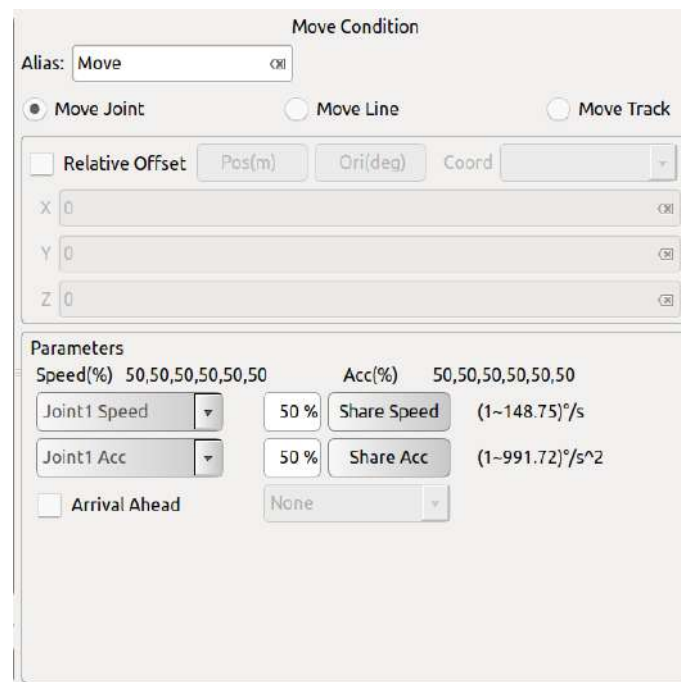 Move Condition
Alias: Move
Move Joint Move Line Move Track
Relative Offset Pos(m) Ori(deg) Coord
X 0
Y 0
Z 0
Parameters
Speed(%) 50,50,50,50,50,50 Acc(%) 50,50,50,50,50,50
Joint1 Speed 50 % Share Speed (1~148.75)°/s
Joint1 Acc 50 % Share Acc (1~991.72)°/s^2
Arrival Ahead None